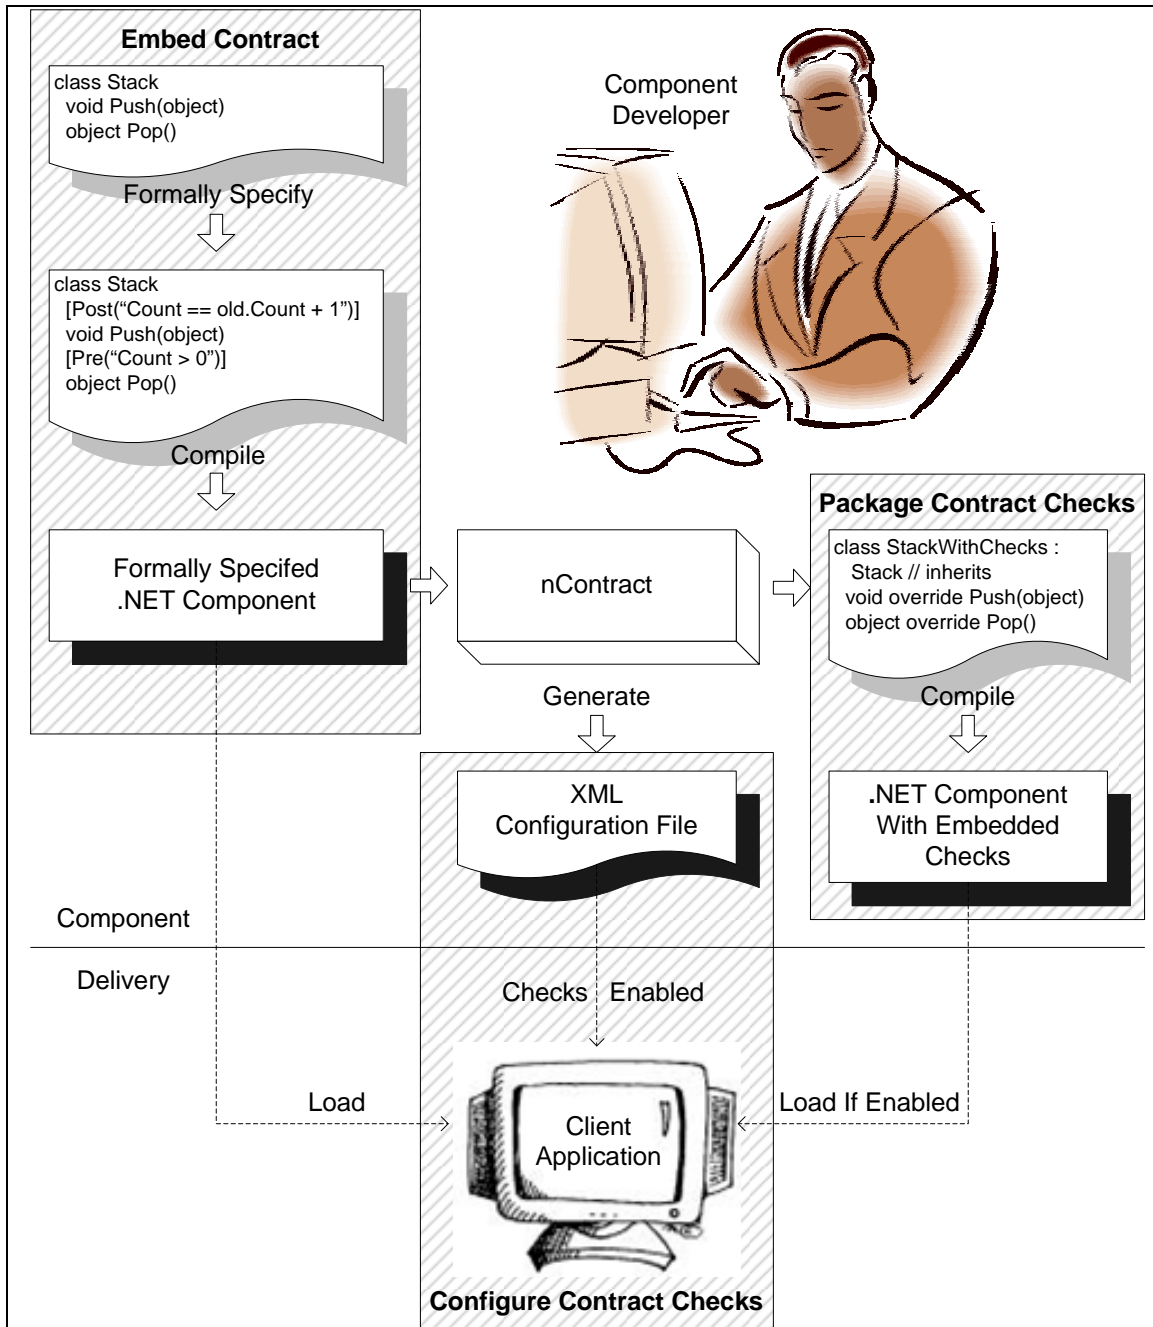 Embed Contract
class Stack
void Push(object)
object Pop()
Formally Specify
class Stack
[Post(“Count == old.Count + 1”)]
void Push(object)
[Pre(“Count > 0”)]
object Pop()
Compile
Formally Specifed
.NET Component
Component
Developer
nContract
Generate
Package Contract Checks
class StackWithChecks :
Stack // inherits
void override Push(object)
object override Pop()
Compile
.NET Component
With Embedded
Checks
XML
Configuration File
Component
Delivery
Checks Enabled
Load
Load If Enabled
Client
Application
Configure Contract Checks